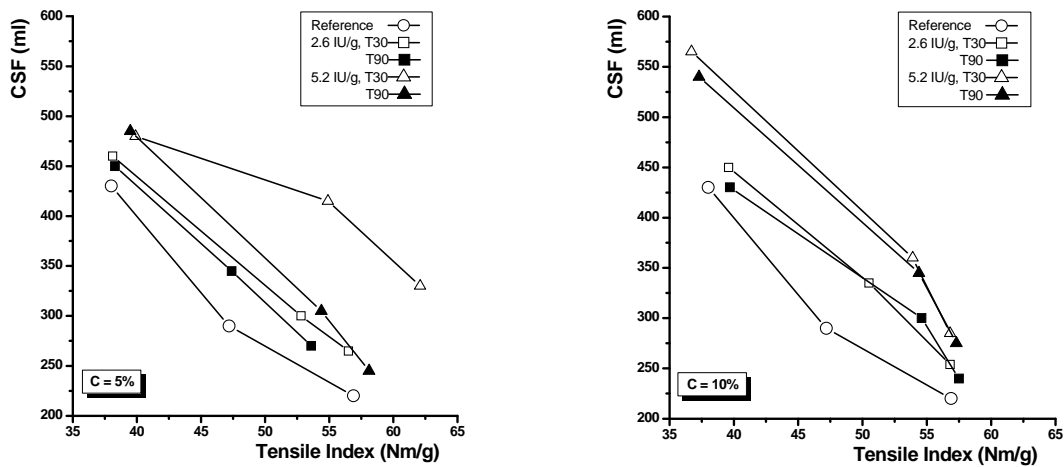 600
550
500
450
400
350
300
250
200
CSF (ml)
Reference
2.6 IU/g, T30
T90
5.2 IU/g, T30
T90
C = 5%
35 40 45 50 55 60 65
Tensile Index (Nm/g)
600
550
500
450
400
350
300
250
200
CSF (ml)
Reference
2.6 IU/g, T30
T90
5.2 IU/g, T30
T90
C = 10%
35 40 45 50 55 60 65
Tensile Index (Nm/g)